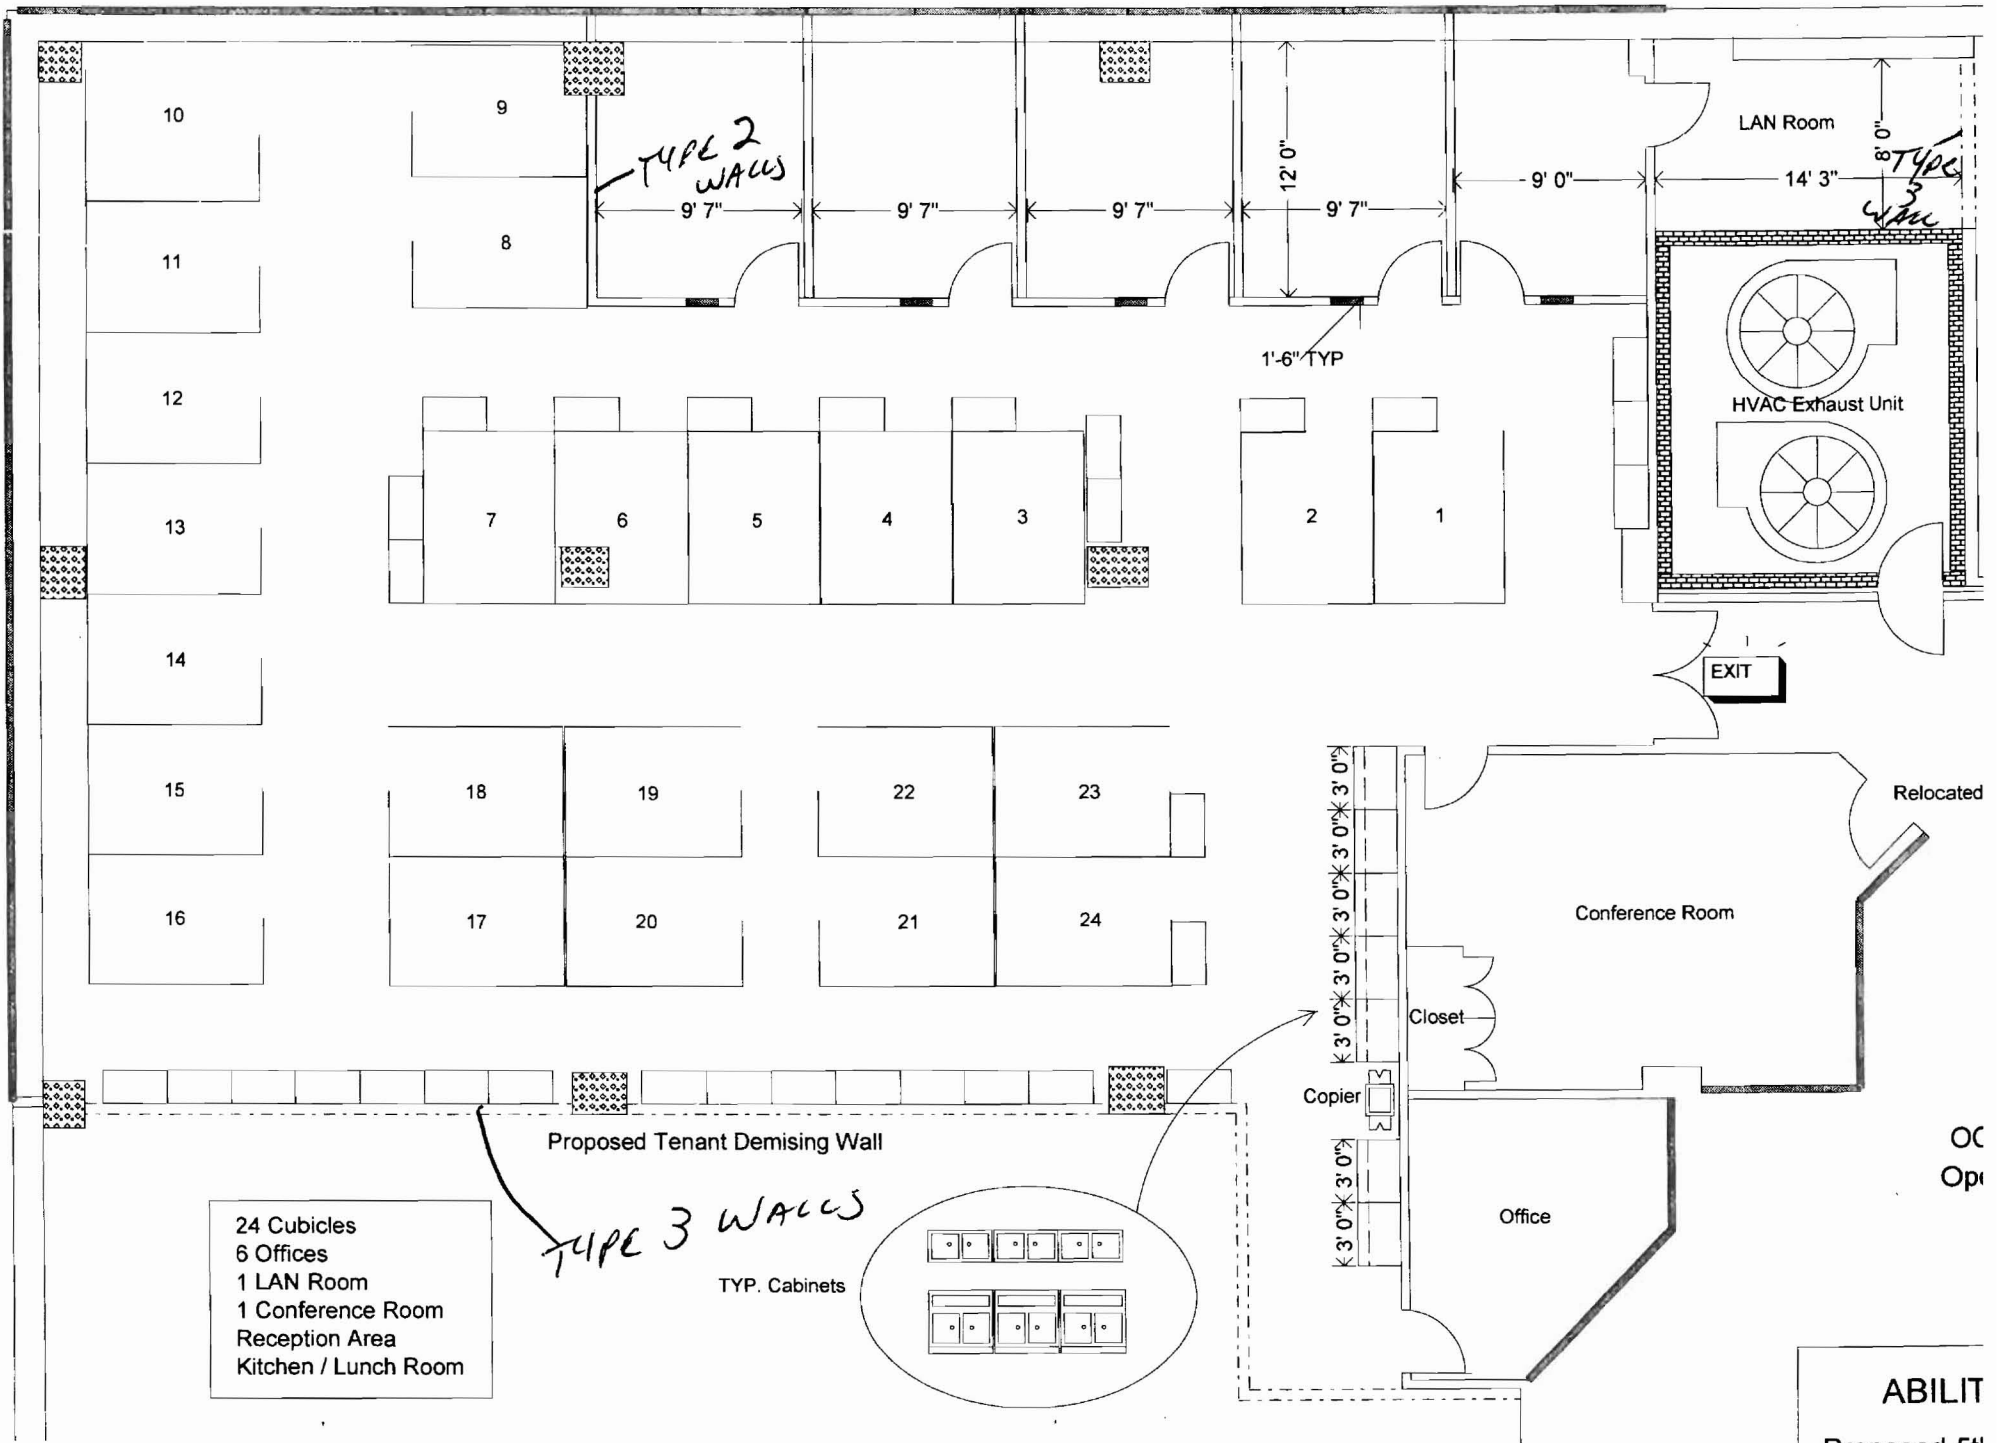 10
9
TYPE 2
WALLS
12' 0"
LAN Room
8' 0"
TYPE
3
WALL
9' 7"
9' 7"
9' 7"
9' 7"
9' 0"
14' 3"
11
8
1'-6" TYP
HVAC Exhaust Unit
12
13
7
6
5
4
3
2
1
14
EXIT
15
18
19
22
23
3' 0"
3' 0"
3' 0"
3' 0"
3' 0"
Relocated
16
17
20
21
24
Conference Room
Closet
Copier
Proposed Tenant Demising Wall
3' 0"
3' 0"
TYPE 3 WALLS
Office
24 Cubicles
6 Offices
1 LAN Room
1 Conference Room
Reception Area
Kitchen / Lunch Room
TYP. Cabinets
ABILIT